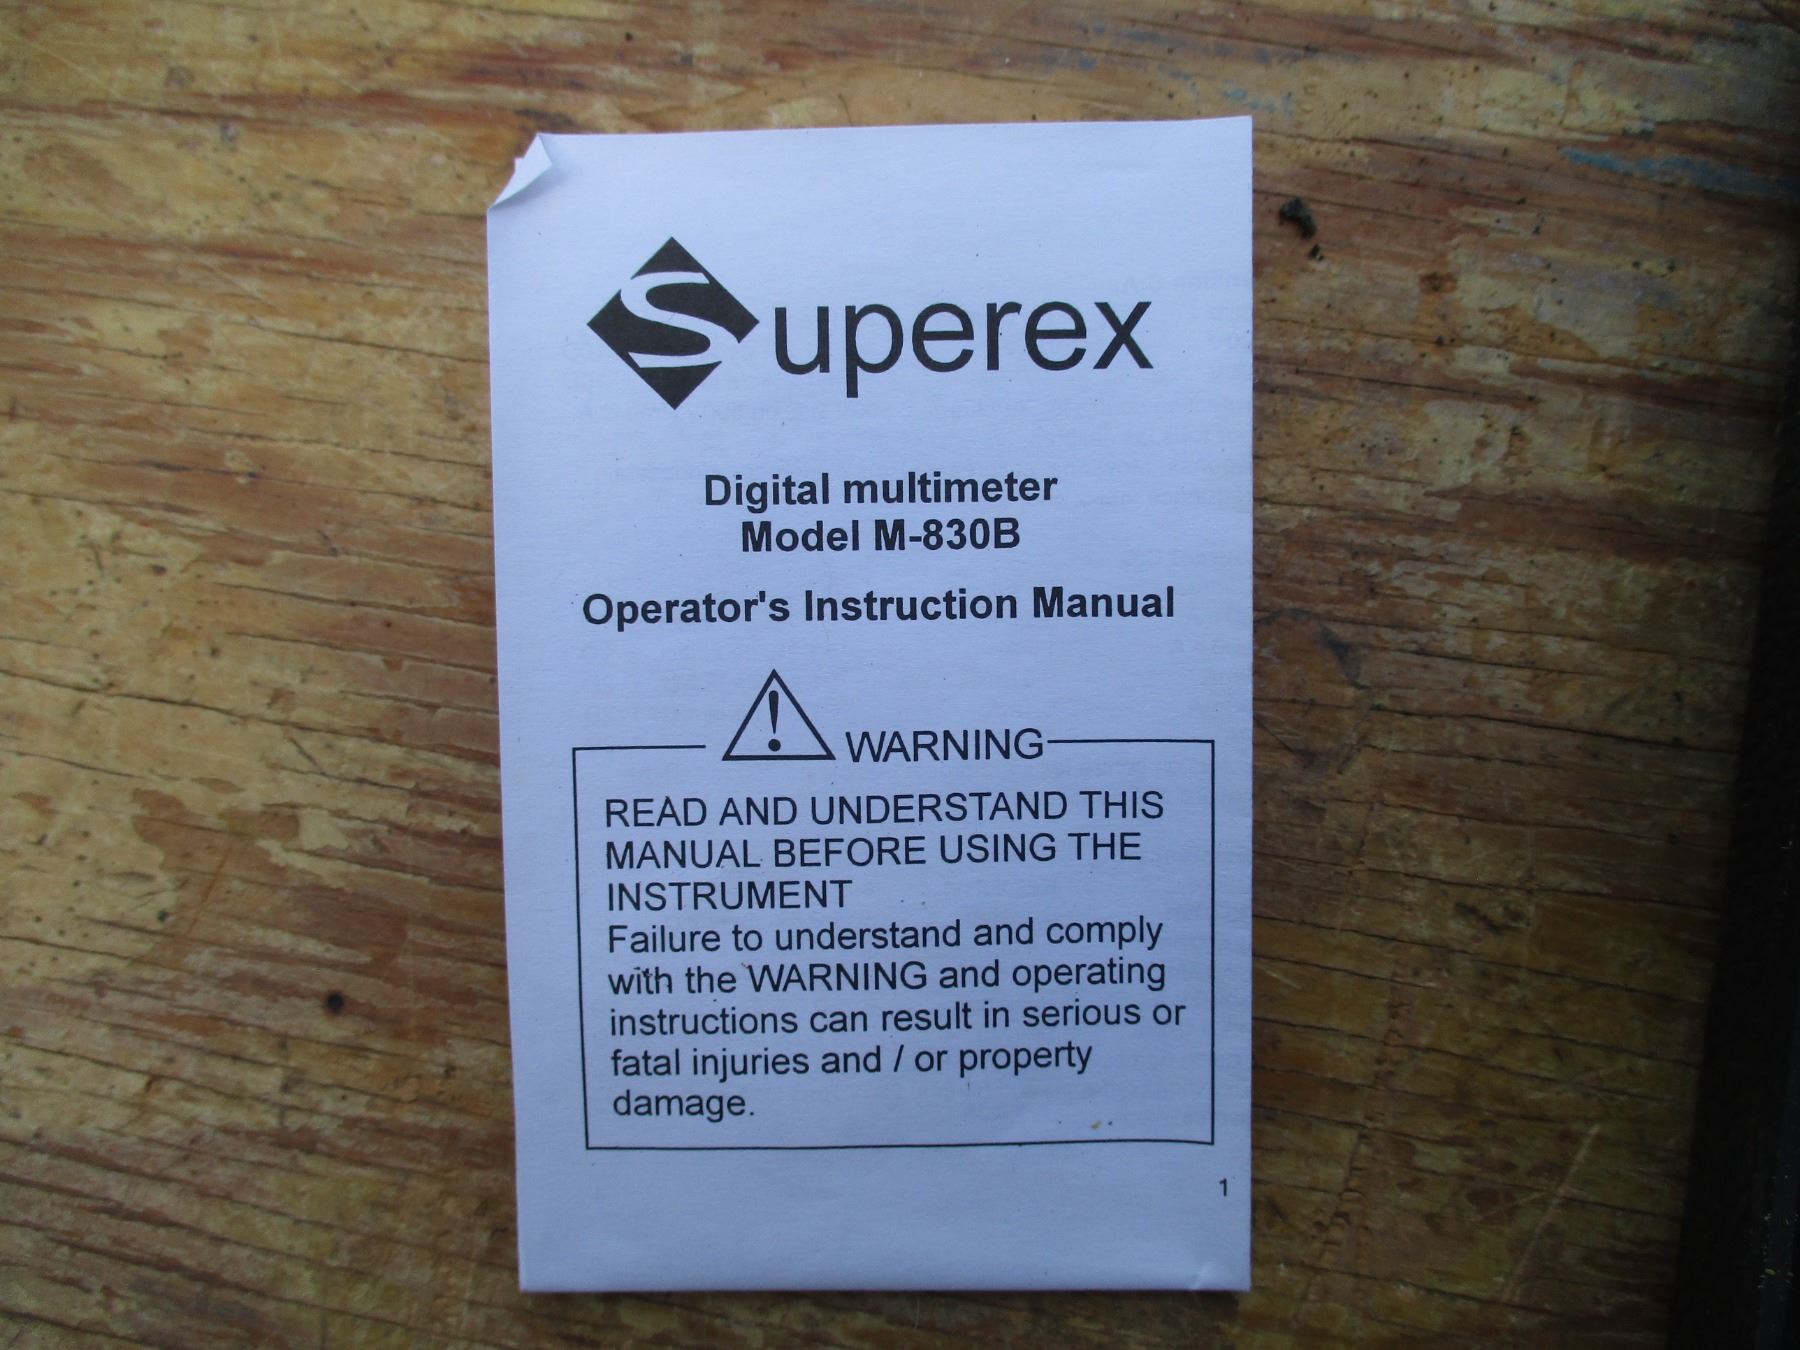 Superex
Digital multimeter
Model M-830B
Operator's Instruction Manual
WARNING
READ AND UNDERSTAND THIS
MANUAL BEFORE USING THE
INSTRUMENT
Failure to understand and comply
with the WARNING and operating
instructions can result in serious or
fatal injuries and / or property
damage.
1